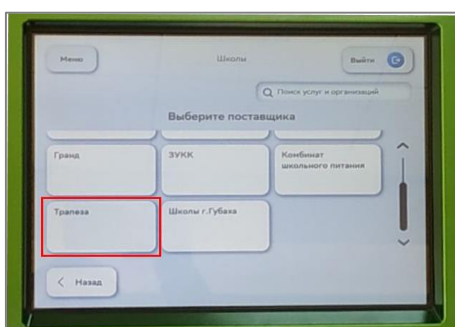 Меню
Школы
Выйти
Поиск услуг и организаций
Выберите поставщика
Гранд
ЗУКК
Комбинат
школьного питания
Трапеза
Школы г.Губаха
Назад